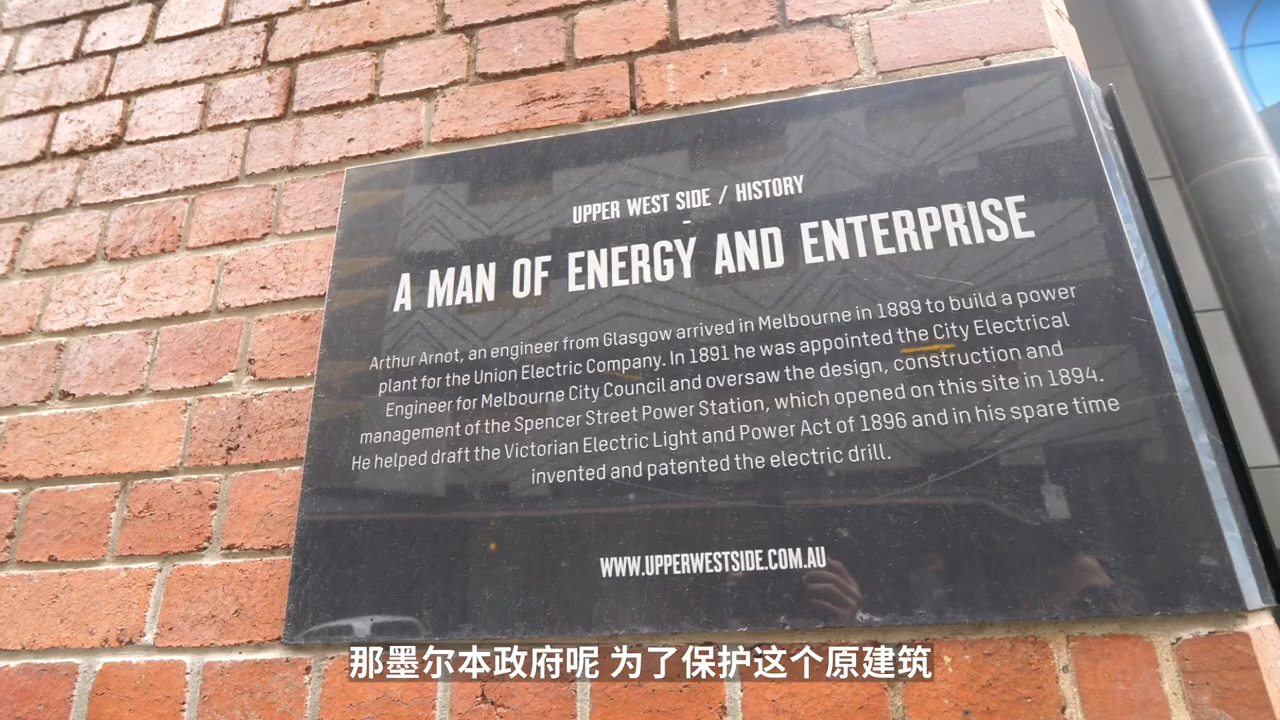 UPPER WEST SIDE / HISTORY
-
A MAN OF ENERGY AND ENTERPRISE
Arthur Arnot, an engineer from Glasgow arrived in Melbourne in 1889 to build a power
plant for the Union Electric Company. In 1891 he was appointed the City Electrical
Engineer for Melbourne City Council and oversaw the design, construction and
management of the Spencer Street Power Station, which opened on this site in 1894.
He helped draft the Victorian Electric Light and Power Act of 1896 and in his spare time
invented and patented the electric drill.
WWW.UPPERWESTSIDE.COM.AU
那墨尔本政府呢 为了保护这个原建筑